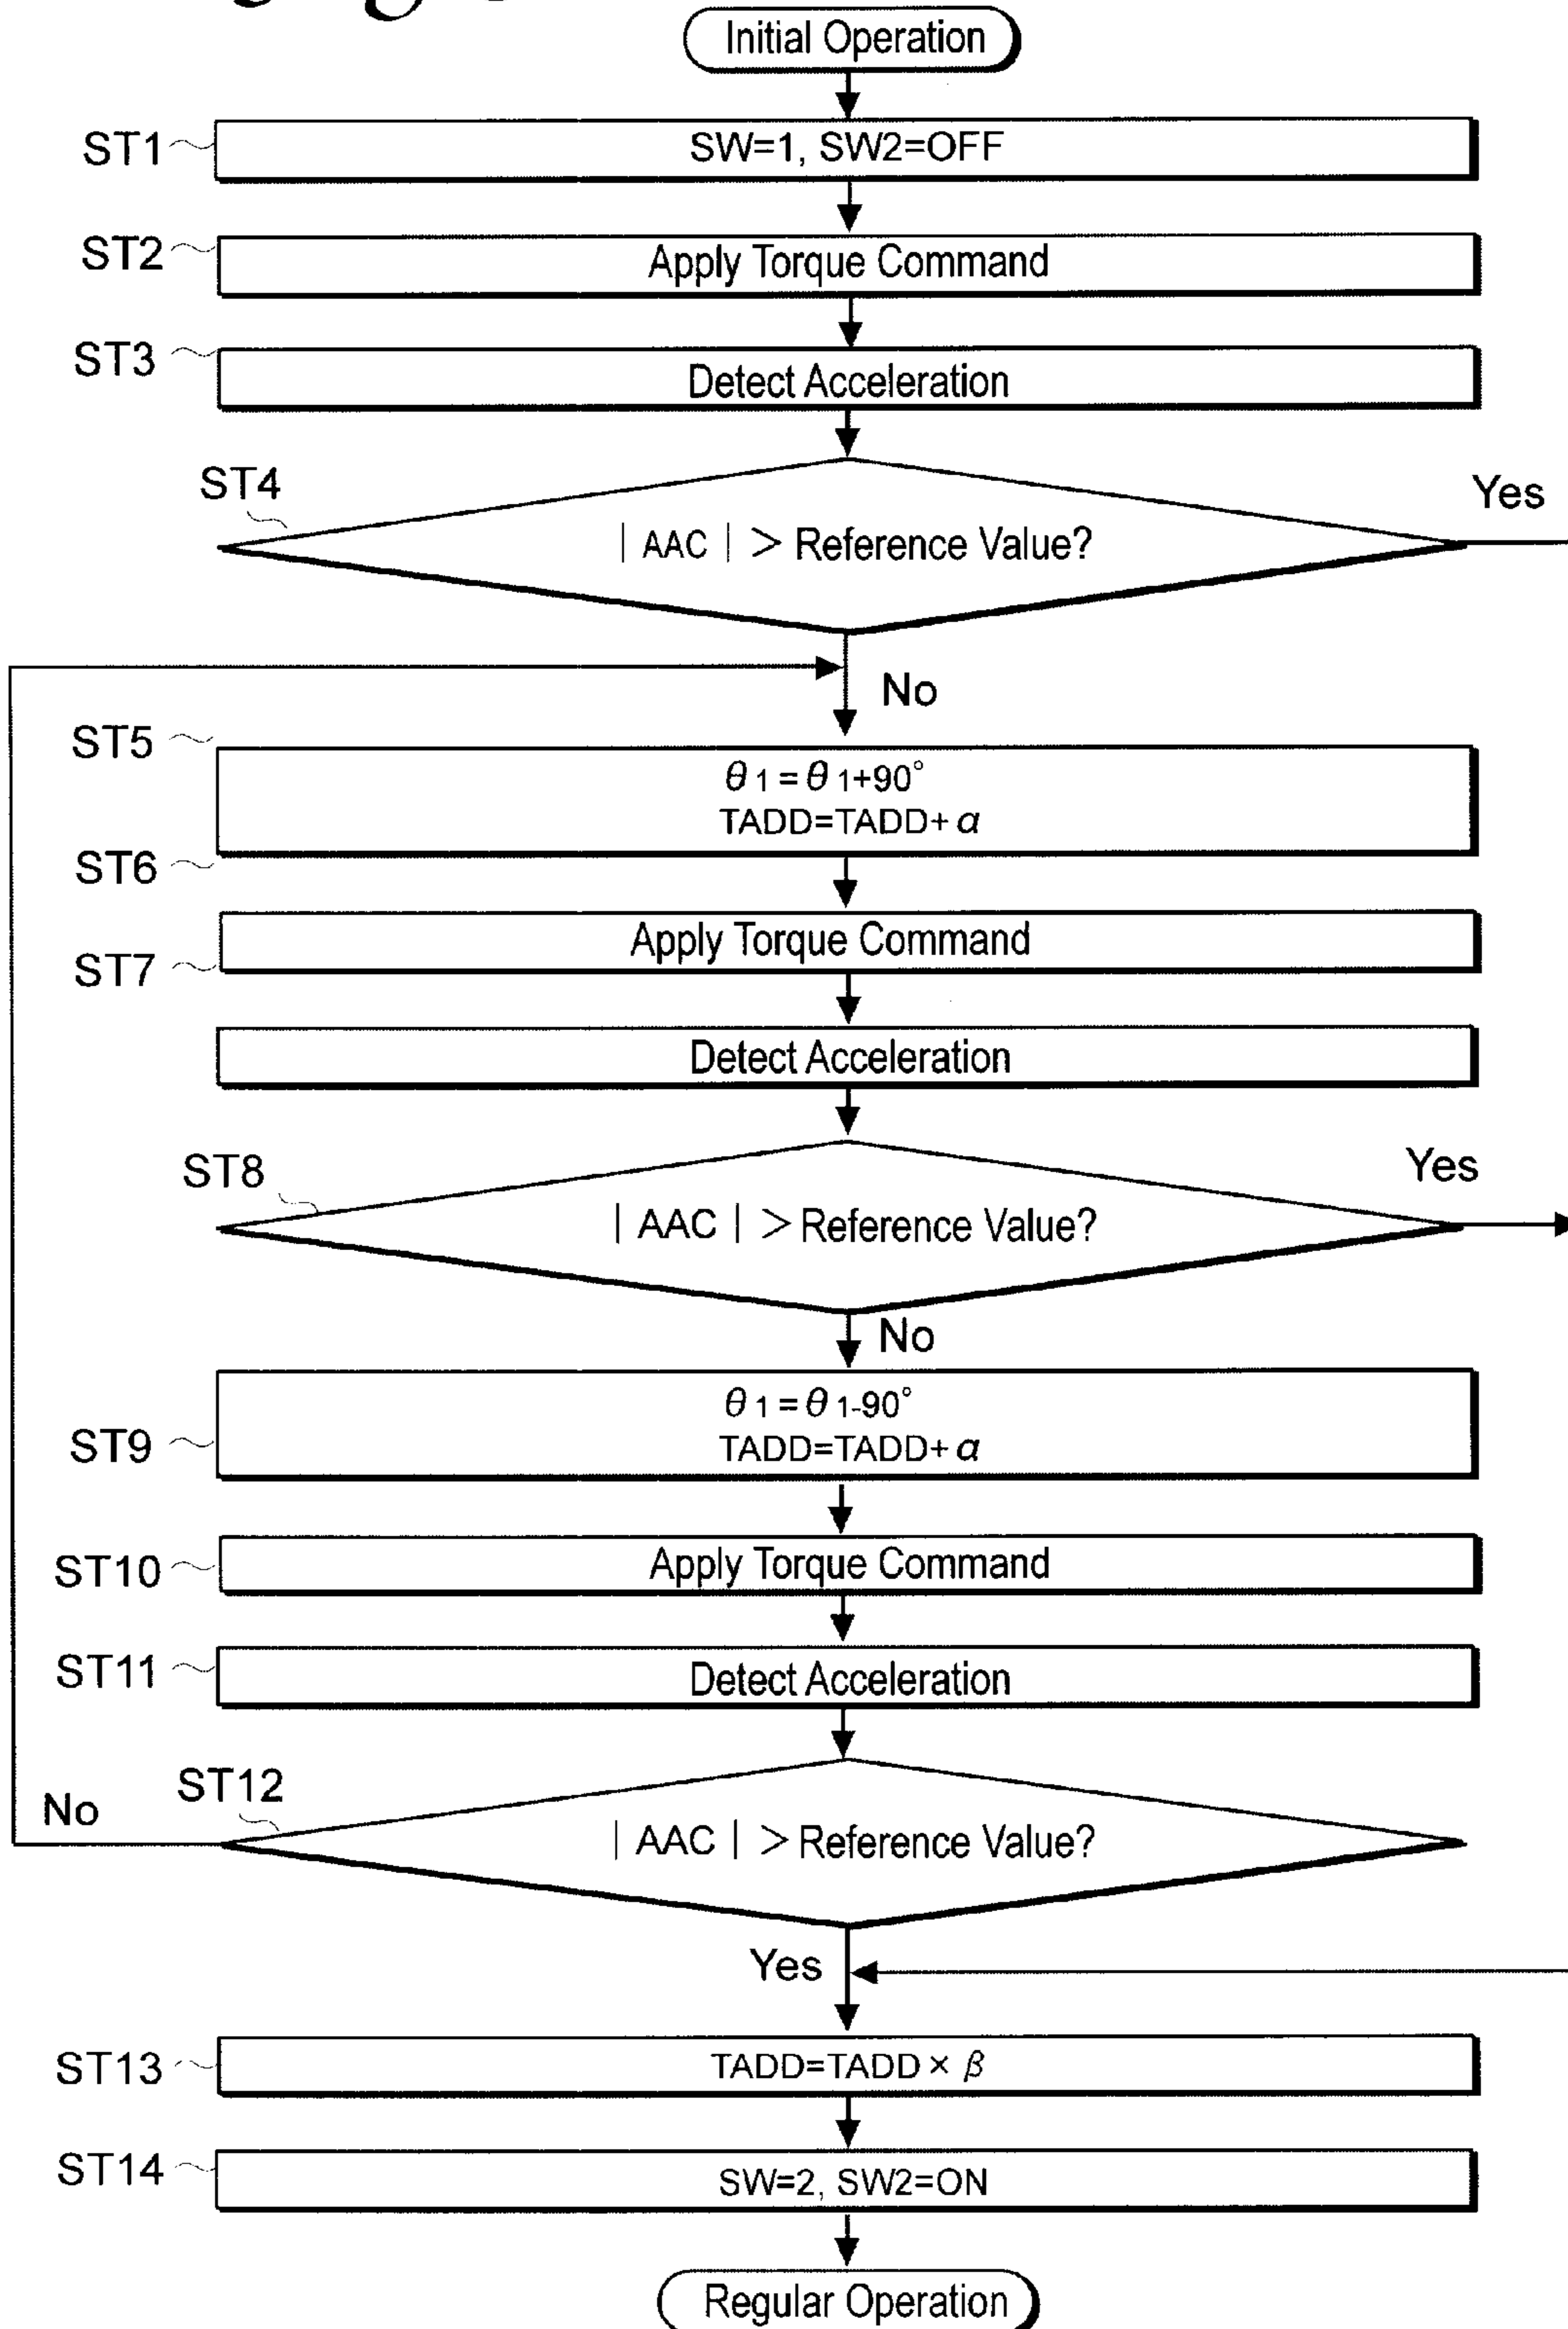 Initial Operation
ST1
SW=1, SW2=OFF
ST2
Apply Torque Command
ST3
Detect Acceleration
ST4
| AAC | > Reference Value?
Yes
No
ST5
θ1=θ1+90°
TADD=TADD+α
ST6
Apply Torque Command
ST7
Detect Acceleration
ST8
| AAC | > Reference Value?
Yes
No
θ1=θ1-90°
ST9
TADD=TADD+α
ST10
Apply Torque Command
ST11
Detect Acceleration
ST12
No
| AAC | > Reference Value?
Yes
ST13
TADD=TADD×β
ST14
SW=2, SW2=ON
Regular Operation